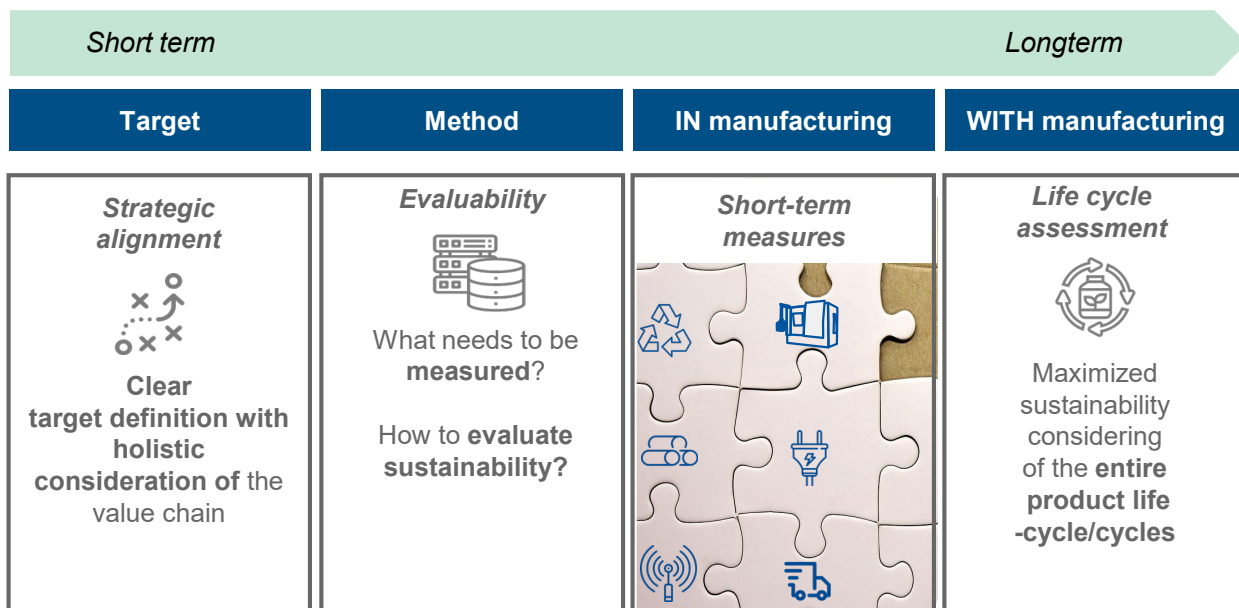 Short term
Longterm
Target
Method
IN manufacturing
WITH manufacturing
Strategic
alignment
Clear
target definition with
holistic
consideration of the
value chain
Evaluability
What needs to be
measured?
How to evaluate
sustainability?
Short-term
measures
Life cycle
assessment
Maximized
sustainability
considering
of the entire
product life
-cycle/cycles